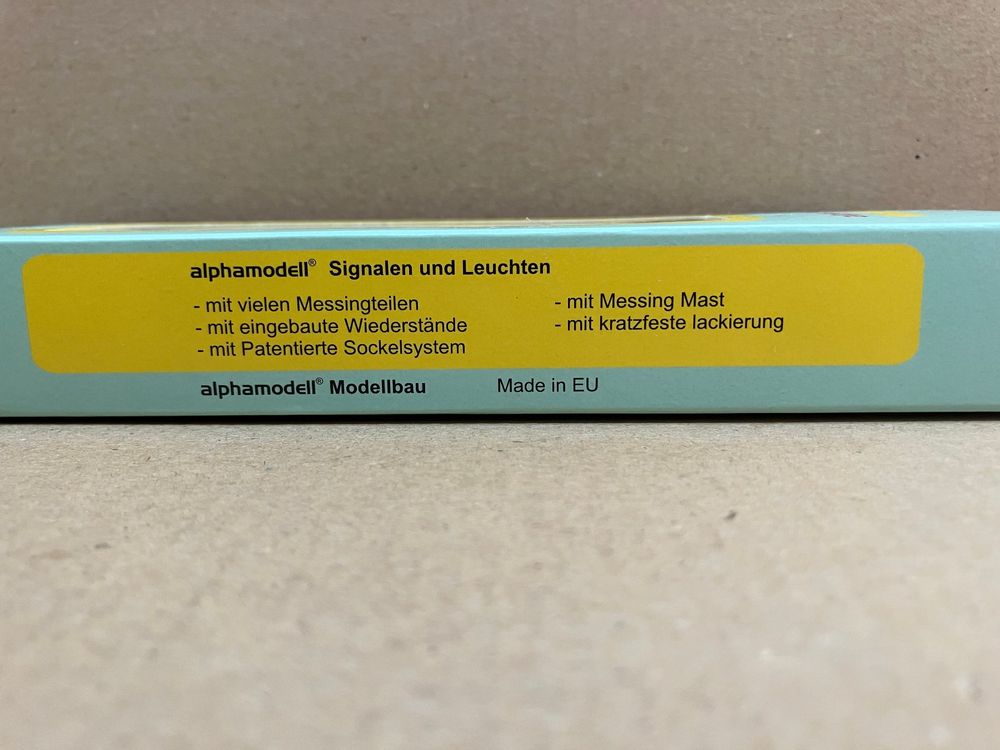 alphamodell® Signalen und Leuchten
- mit vielen Messingteilen
- mit eingebaute Wiederstände
- mit Patentierte Sockelsystem
- mit Messing Mast
- mit kratzfeste lackierung
alphamodell® Modellbau Made in EU